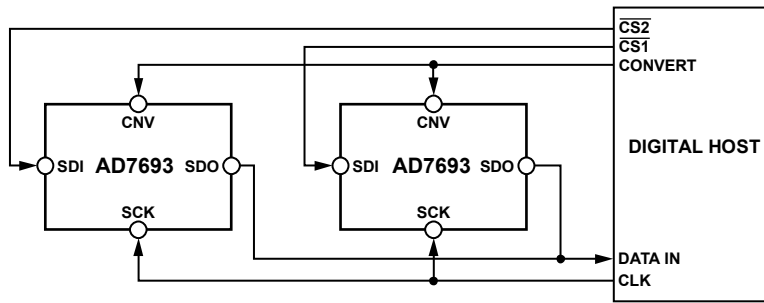 CS2
CS1
CONVERT
CNV
CNV
SDI AD7693 SDO
SDI AD7693 SDO
DIGITAL HOST
SCK
SCK
DATA IN
CLK